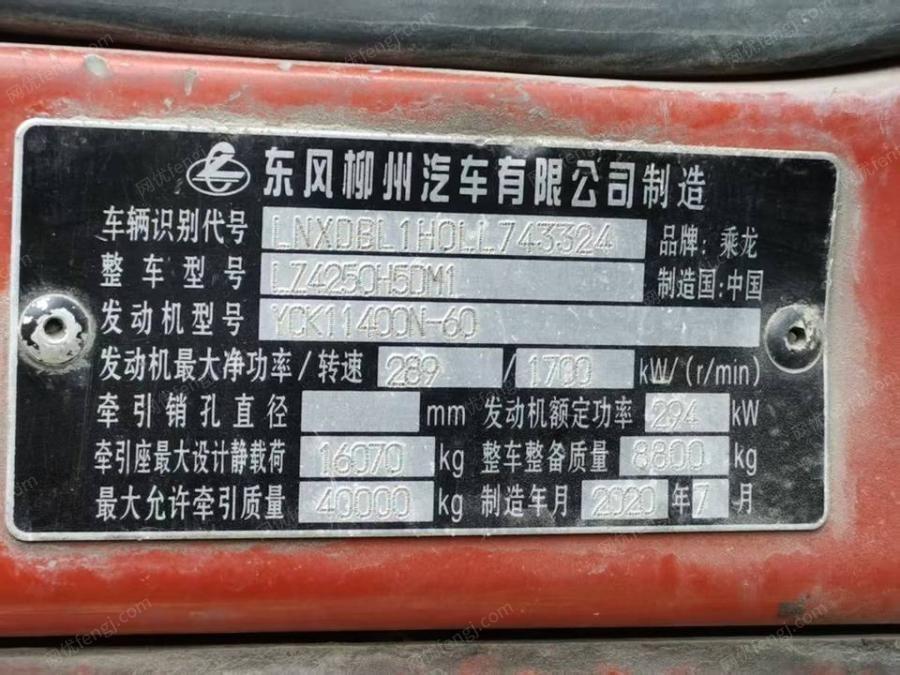 东风柳州汽车有限公司制造
车辆识别代号 LNXDBL1H0LL743324 品牌: 乘龙
整车型号 LZ4250H5DM1 制造国:中国
发动机型号 YCK11400N-60
发动机最大净功率/转速 289 / 1700 kW/(r/min)
牵引销孔直径 mm 发动机额定功率 294 kW
牵引座最大设计静载荷 16070 kg 整车整备质量 8800 kg
最大允许牵引质量 40000 kg 制造年月 2020 年 7 月